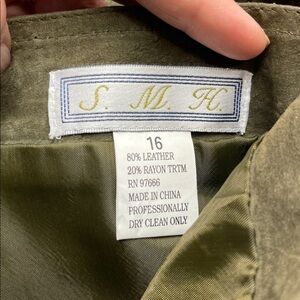 S. M. H.
16
80% LEATHER
20% RAYON TRTM
RN 97666
MADE IN CHINA
PROFESSIONALLY
DRY CLEAN ONLY